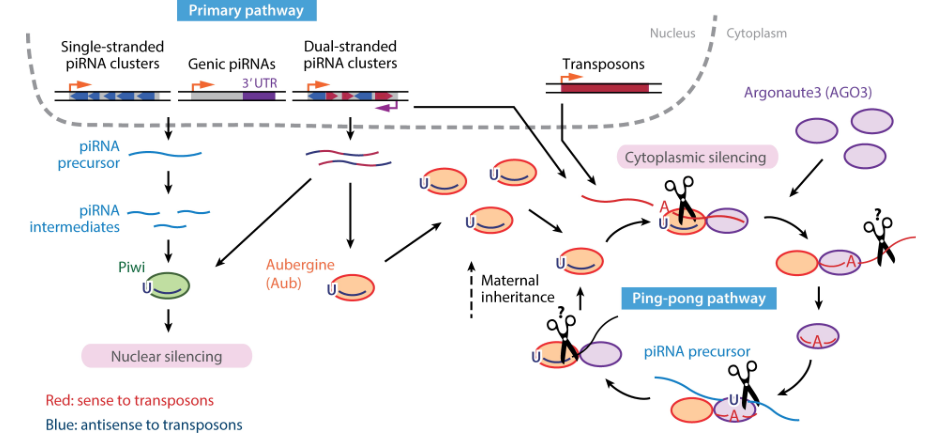 Primary pathway
Nucleus
Cytoplasm
Single-stranded
piRNA clusters
Genic piRNAs
3′ UTR
Dual-stranded
piRNA clusters
Transposons
Argonaute3 (AGO3)
piRNA
precursor
Cytoplasmic silencing
U
U
U
A
U
?
piRNA
intermediates
Piwi
U
Aubergine
(Aub)
U
Maternal
inheritance
U
A
Ping-pong pathway
?
U
A
Nuclear silencing
piRNA precursor
U
A
Red: sense to transposons
Blue: antisense to transposons